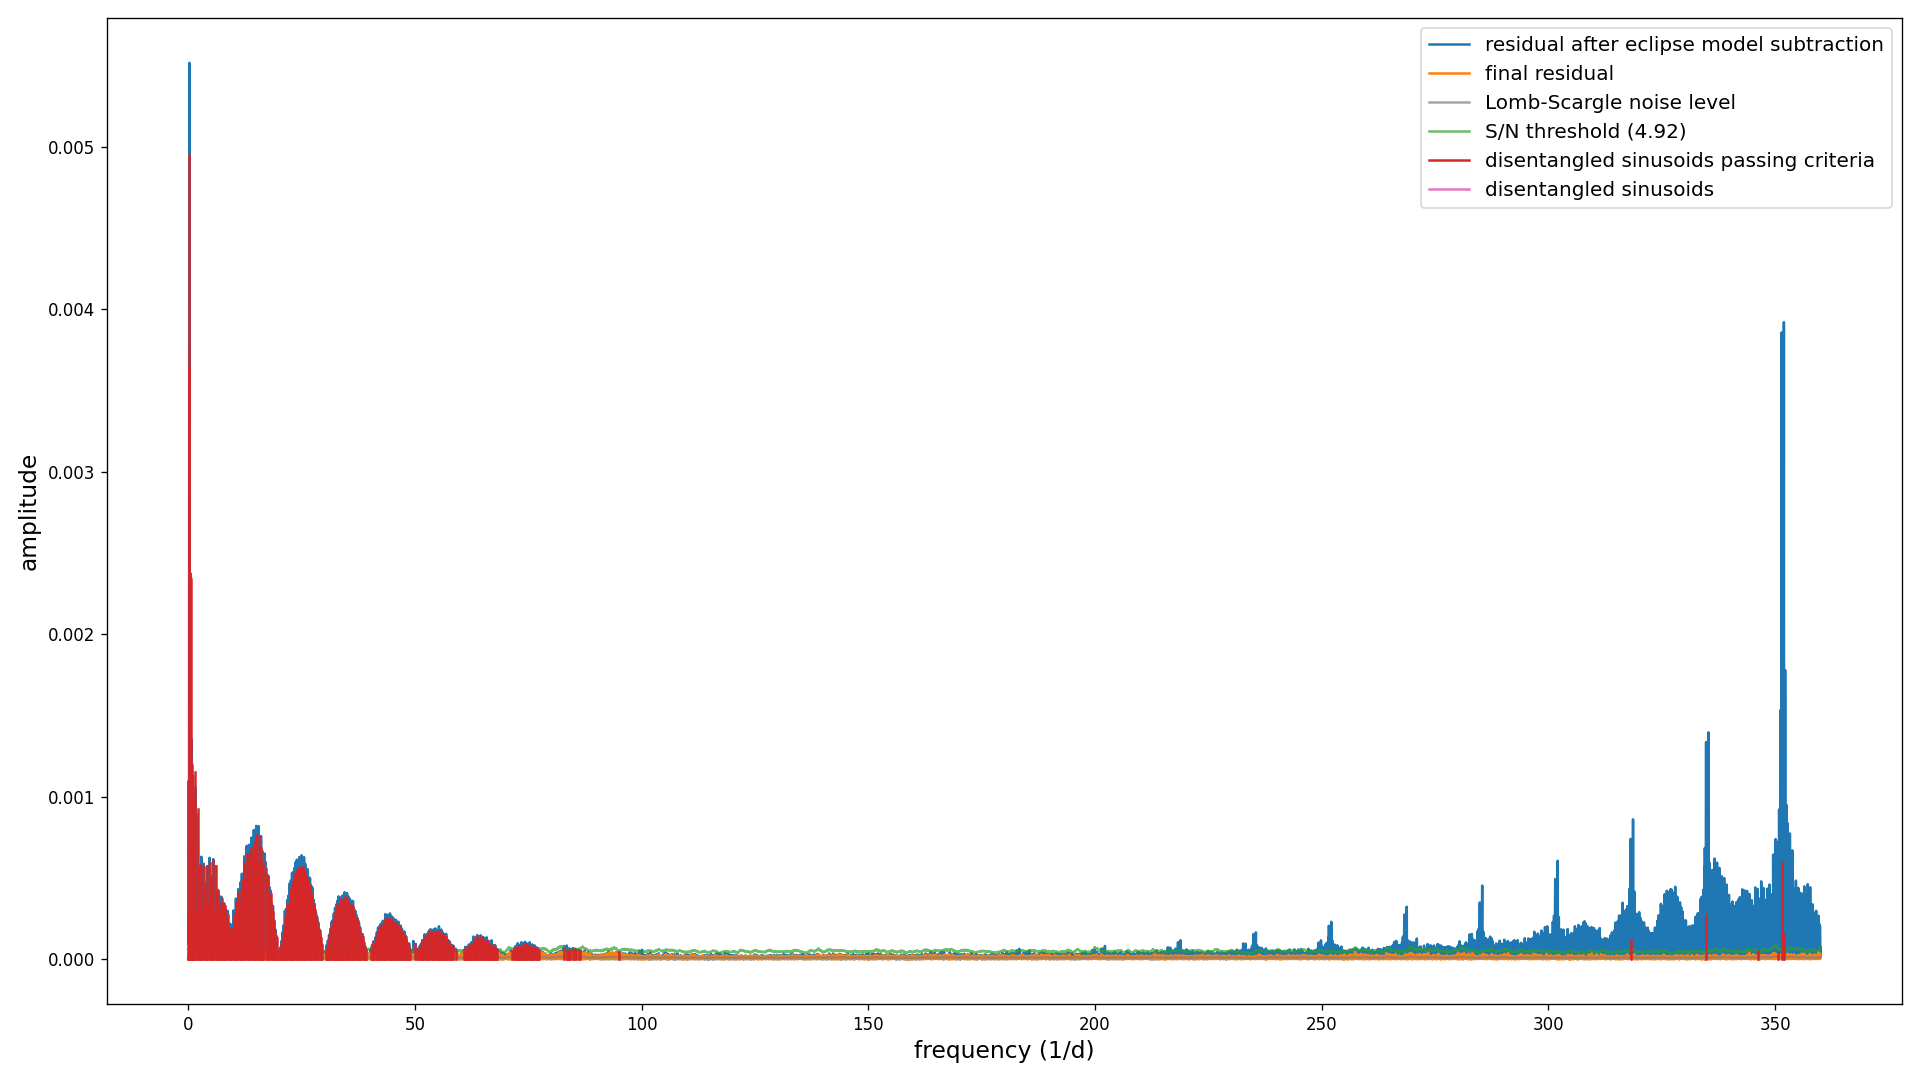 residual after eclipse model subtraction
final residual
Lomb-Scargle noise level
S/N threshold (4.92)
disentangled sinusoids passing criteria
disentangled sinusoids
0.005
0.004
0.003
0.002
0.001
0.000
amplitude
0 50 100 150 200 250 300 350
frequency (1/d)